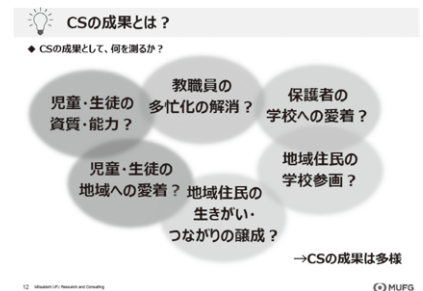 CSの成果とは？
◆ CSの成果として、何を測るか？
教職員の
多忙化の解消？
児童・生徒の
資質・能力？
保護者の
学校への愛着？
児童・生徒の
地域への愛着？
地域住民の
学校参画？
地域住民の
生きがい・
つながりの醸成？
→CSの成果は多様
12 Mitsubishi UFJ Research and Consulting
MUFG